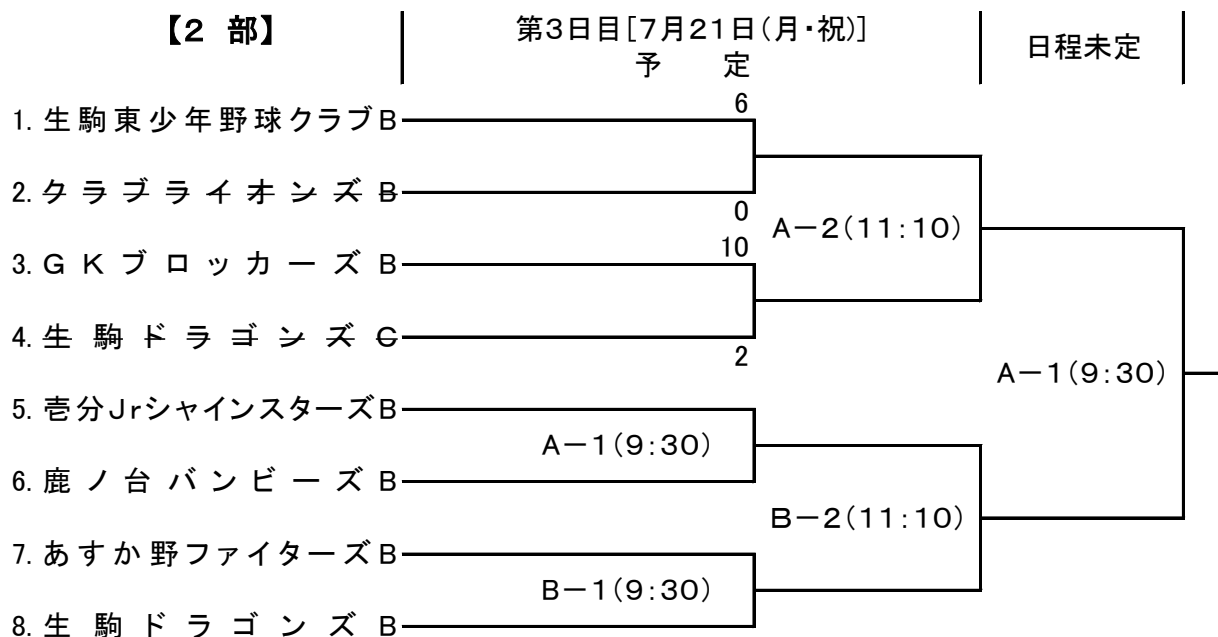 【2 部】
第3日目[7月21日(月・祝)]
予 定
日程未定
1. 生駒東少年野球クラブB
6
2. クラブライオンズB
0
A－2(11:10)
3. GKブロッカーズB
10
4. 生駒ドラゴンズC
2
A－1(9:30)
5. 壱分JrシャインスターズB
A－1(9:30)
6. 鹿ノ台バンビーズB
B－2(11:10)
7. あすか野ファイターズB
B－1(9:30)
8. 生駒ドラゴンズB